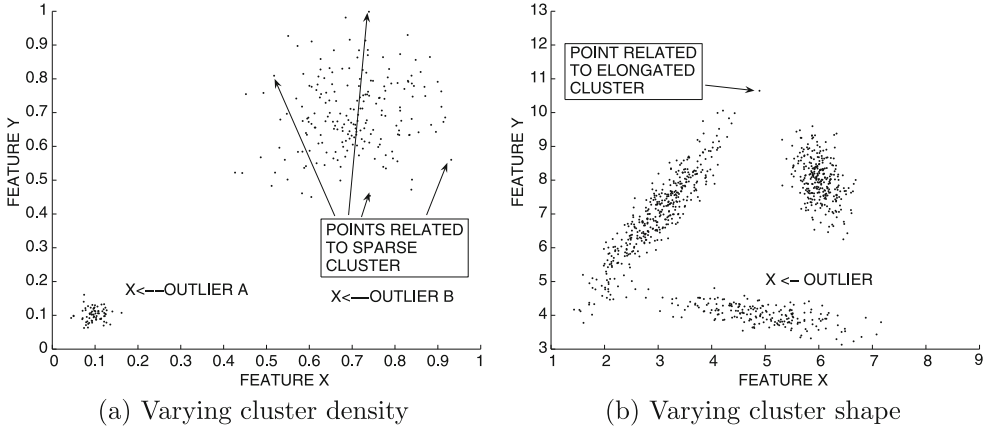 1
0.9
0.8
0.7
0.6
0.5
0.4
0.3
0.2
0.1
0
FEATURE Y
POINTS RELATED
TO SPARSE
CLUSTER
X<--OUTLIER A
X<—OUTLIER B
0 0.1 0.2 0.3 0.4 0.5 0.6 0.7 0.8 0.9 1
FEATURE X
(a) Varying cluster density
13
12
11
10
9
8
7
6
5
4
3
FEATURE Y
POINT RELATED
TO ELONGATED
CLUSTER
X <- OUTLIER
1 2 3 4 5 6 7 8 9
FEATURE X
(b) Varying cluster shape